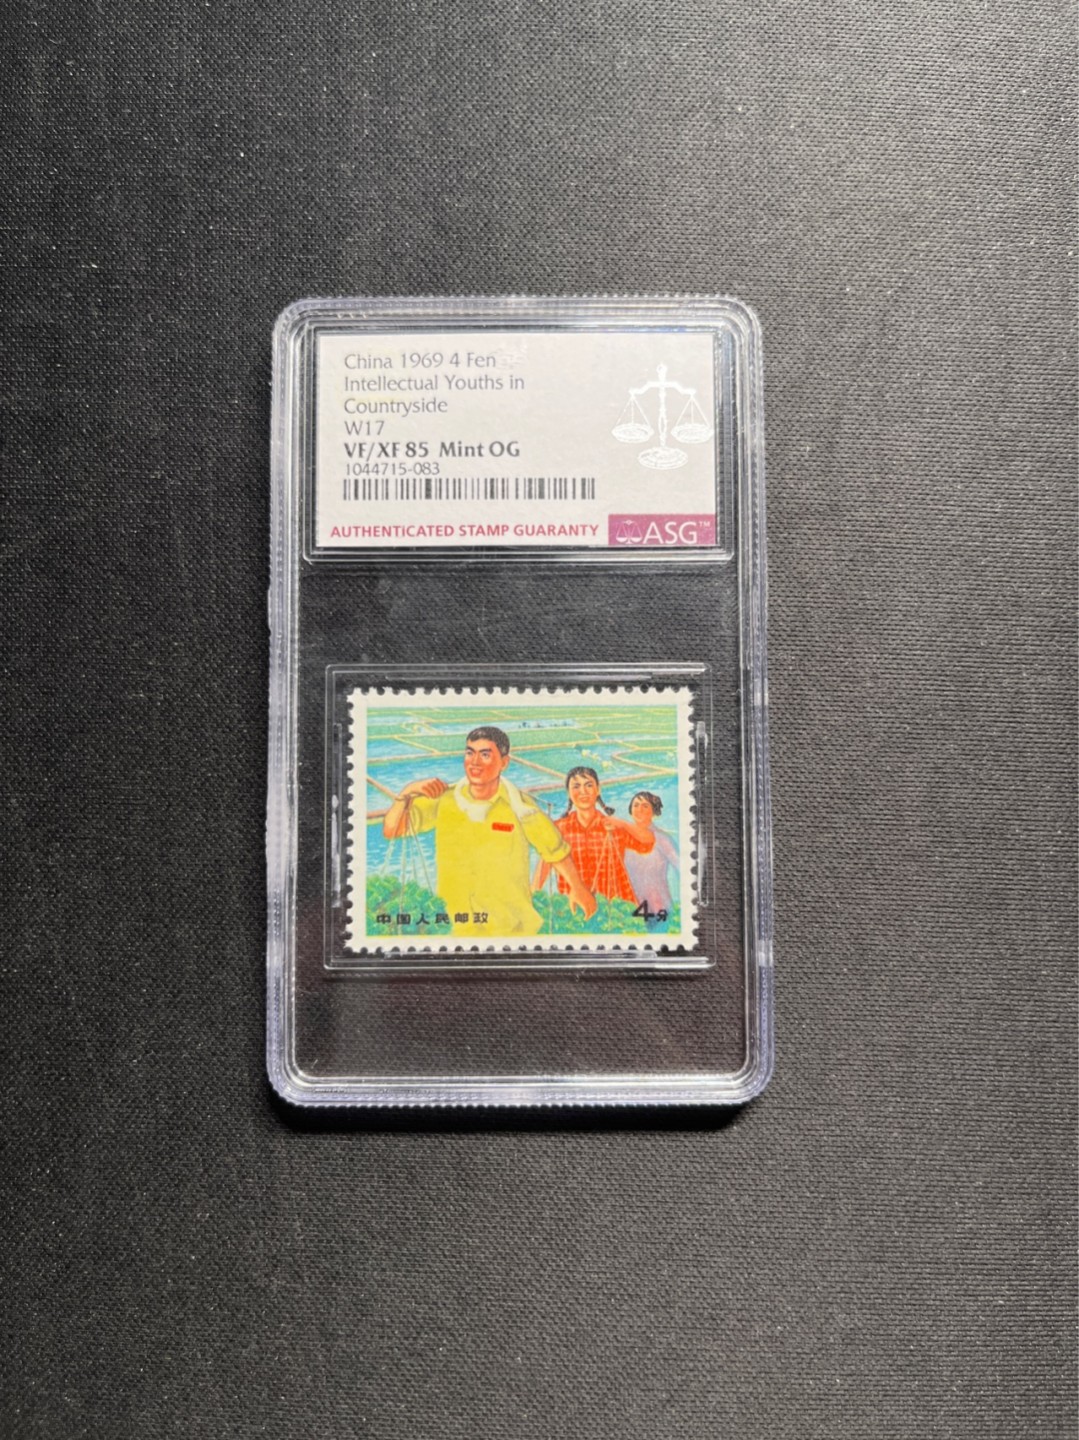 China 1969 4 Fen
Intellectual Youths in
Countryside
W17
VF/XF 85 Mint OG
1044715-083
AUTHENTICATED STAMP GUARANTY
ASG™
中国人民邮政
4分